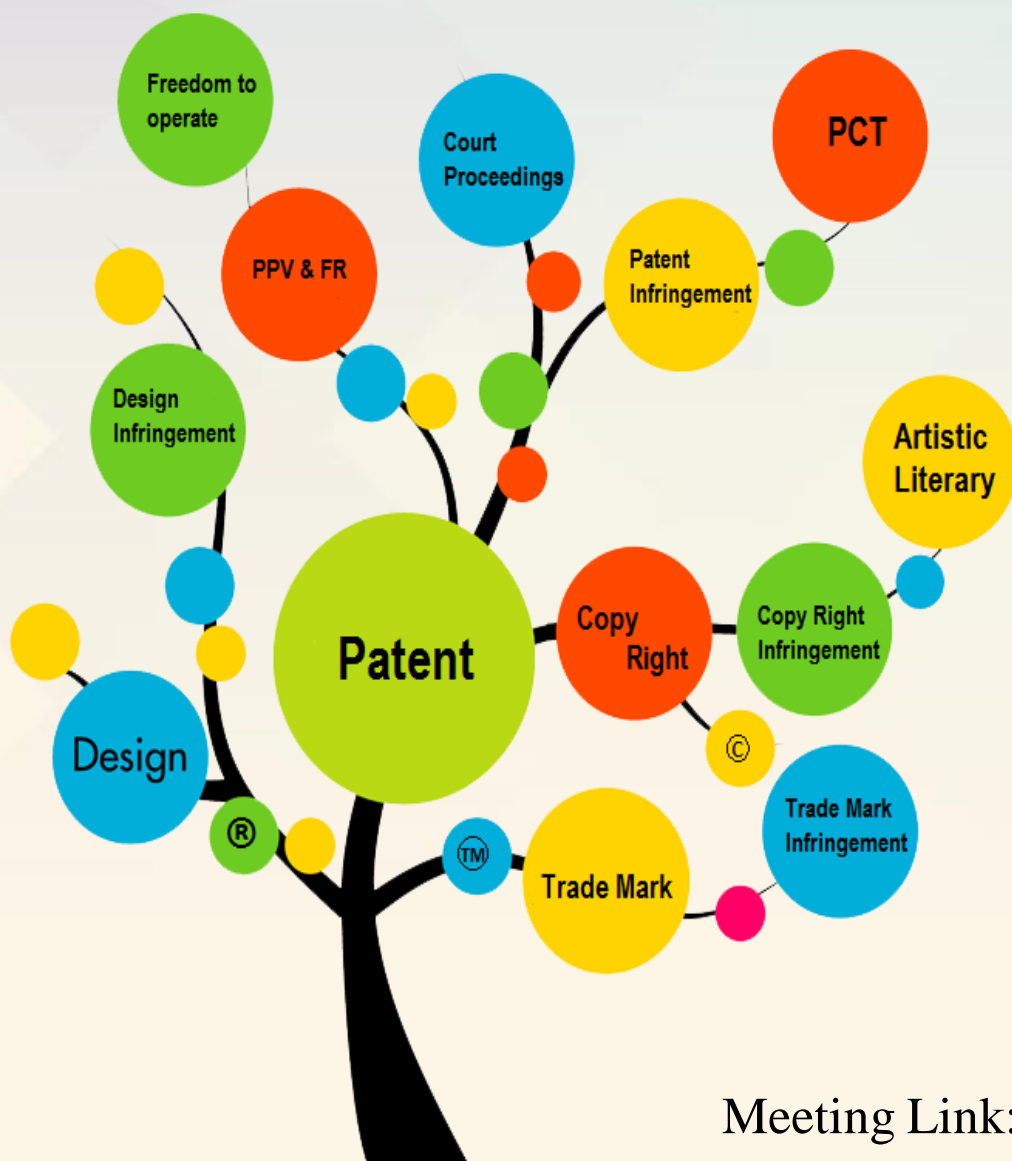 Freedom to
operate
Court
Proceedings
PCT
PPV & FR
Patent
Infringement
Design
Infringement
Artistic
Literary
Patent
Copy
Right
Copy Right
Infringement
©
Design
®
TM
Trade Mark
Trade Mark
Infringement
Meeting Link: